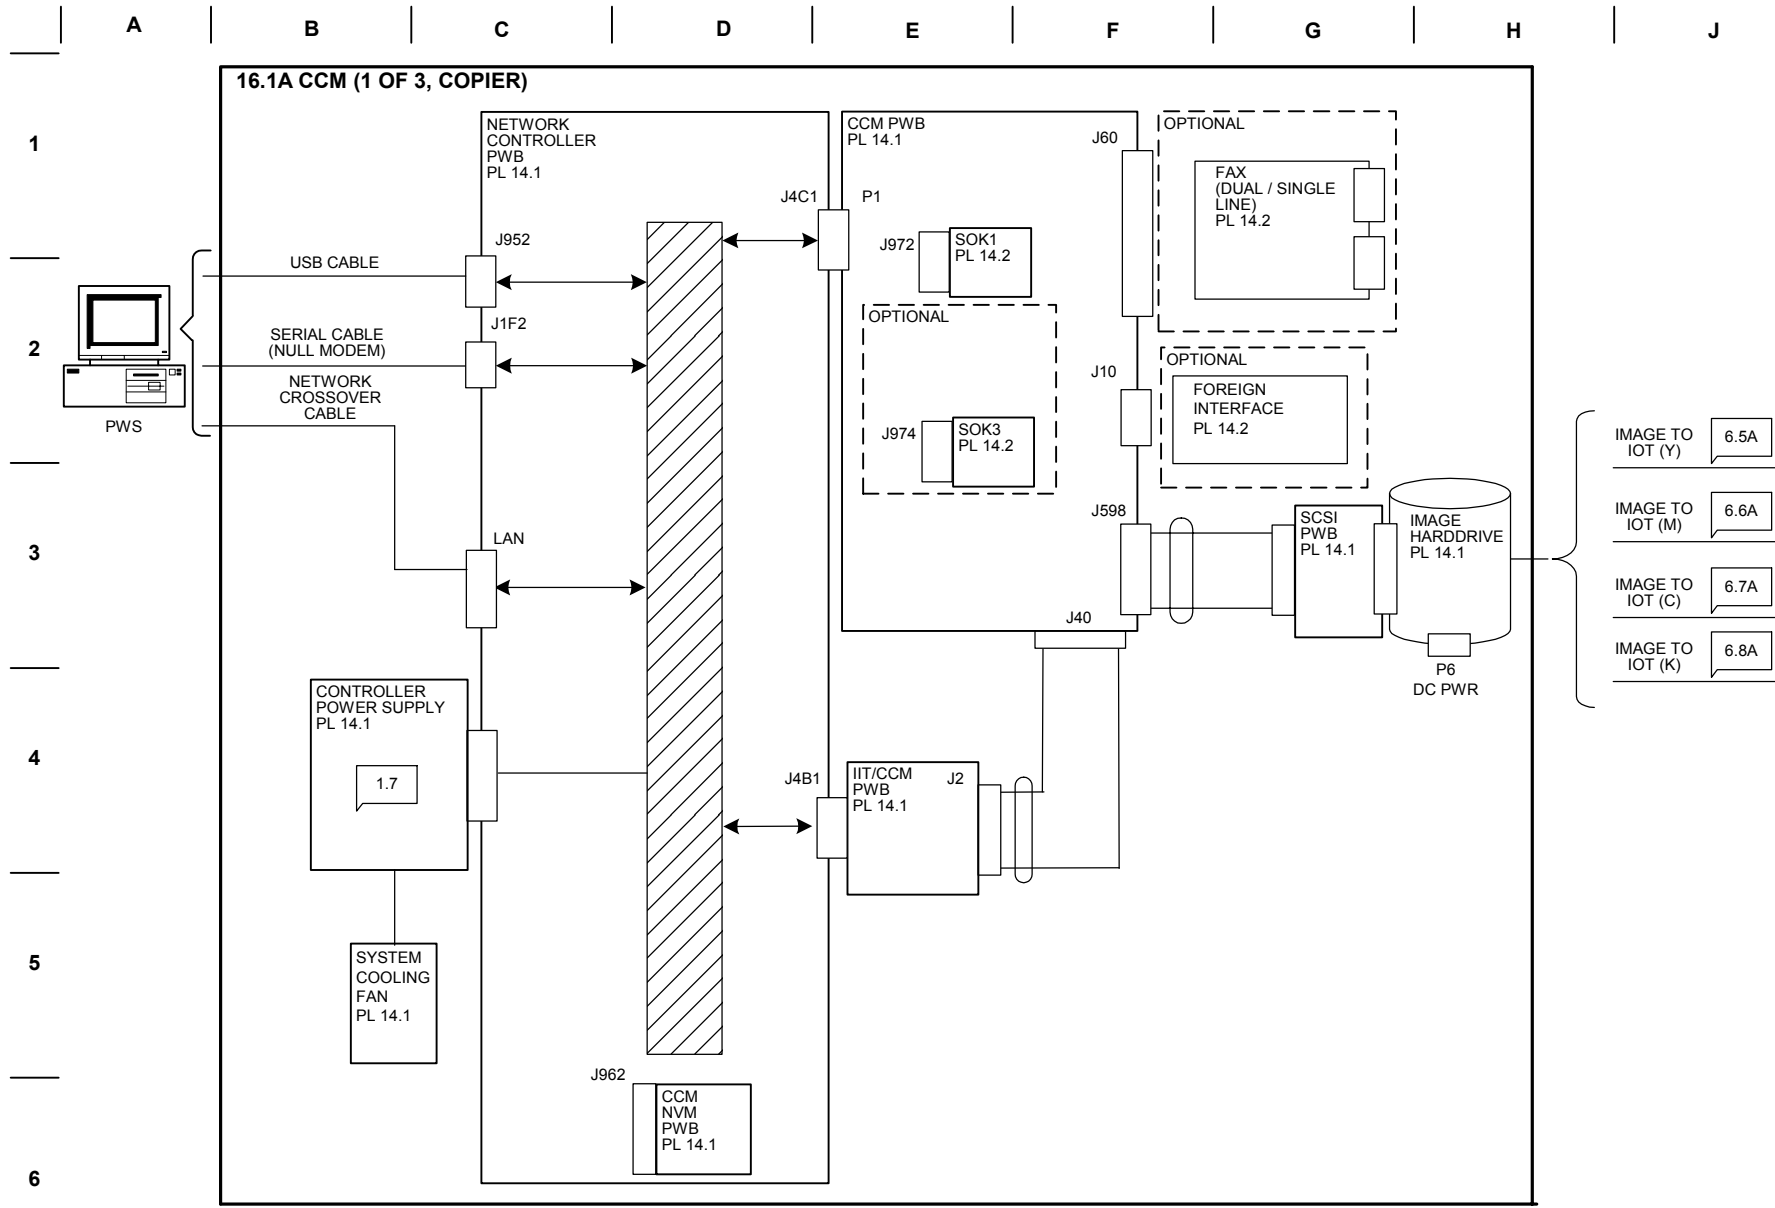 A B C D E F G H J
1
2
3
4
5
6
16.1A CCM (1 OF 3, COPIER)
NETWORK
CONTROLLER
PWB
PL 14.1
CCM PWB
PL 14.1
J60
OPTIONAL
FAX
(DUAL / SINGLE
LINE)
PL 14.2
J4C1
P1
J952
J972
SOK1
PL 14.2
USB CABLE
OPTIONAL
J1F2
SERIAL CABLE
(NULL MODEM)
NETWORK
CROSSOVER
CABLE
PWS
J10
OPTIONAL
FOREIGN
INTERFACE
PL 14.2
J974
SOK3
PL 14.2
J598
SCSI
PWB
PL 14.1
IMAGE
HARDDRIVE
PL 14.1
IMAGE TO
IOT (Y)
6.5A
IMAGE TO
IOT (M)
6.6A
IMAGE TO
IOT (C)
6.7A
IMAGE TO
IOT (K)
6.8A
LAN
J40
P6
DC PWR
CONTROLLER
POWER SUPPLY
PL 14.1
1.7
J4B1
IIT/CCM
PWB
PL 14.1
J2
SYSTEM
COOLING
FAN
PL 14.1
J962
CCM
NVM
PWB
PL 14.1